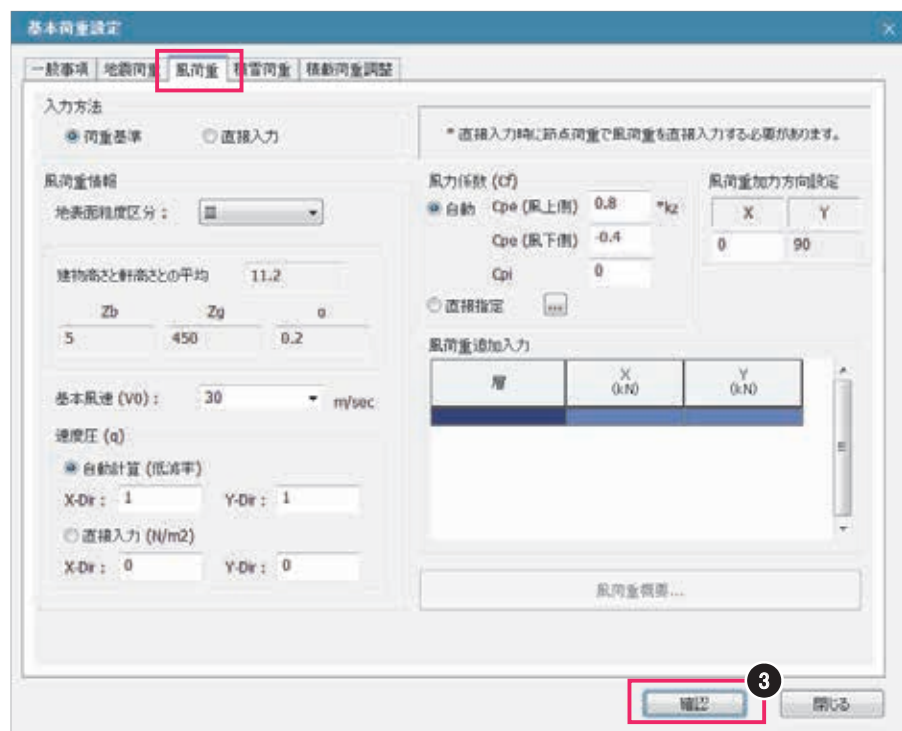 基本荷重設定
一般事項 地震荷重 風荷重 積雪荷重 積載荷重調整
入力方法
荷重基準 直接入力
* 直接入力時に節点荷重で風荷重を直接入力する必要があります。
風荷重情報
地表面粗度区分 : Ⅲ
建物高さと軒高さとの平均 11.2
Zb Zg α
5 450 0.2
基本風速 (V0) : 30 m/sec
速度圧 (q)
自動計算 (低減率)
X-Dir : 1 Y-Dir : 1
直接入力 (N/m2)
X-Dir : 0 Y-Dir : 0
風力係数 (Cf)
自動 Cpe (風上側) 0.8 *kz
Cpe (風下側) -0.4
Cpi 0
直接指定 ...
風荷重加力方向設定
X Y
0 90
風荷重追加入力
層 X (kN) Y (kN)
風荷重概要...
3
確認 閉じる